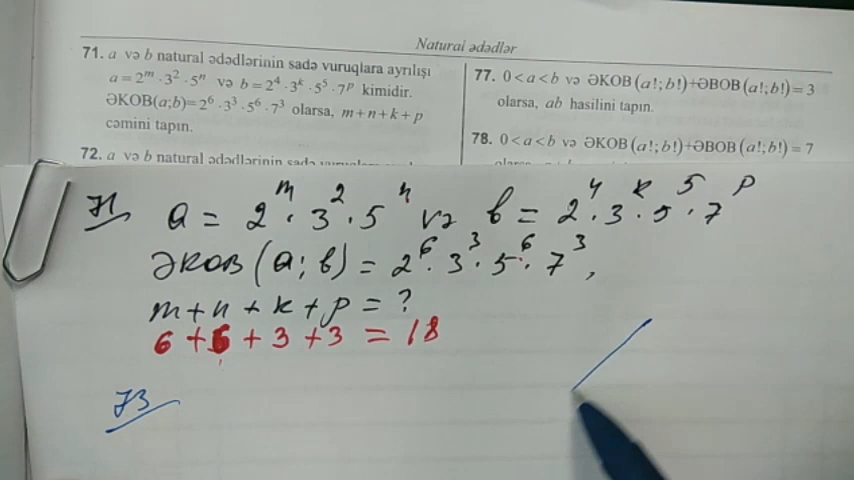 Natural ədədlər
71. a və b natural ədədlərinin sadə vuruqlara ayrılışı
a=2^m·3^2·5^n və b=2^4·3^k·5^5·7^p kimidir.
ƏKOB(a;b)=2^6·3^3·5^6·7^3 olarsa, m+n+k+p
cəmini tapın.
72. a və b natural ədədlərinin sadə
77. 0<a<b və ƏKOB(a!;b!)+ƏBOB(a!;b!)=3
olarsa, ab hasilini tapın.
78. 0<a<b və ƏKOB(a!;b!)+ƏBOB(a!;b!)=7
71 a = 2^m · 3^2 · 5^n və b = 2^4 · 3^k · 5^5 · 7^p
ƏKOB (a; b) = 2^6 · 3^3 · 5^6 · 7^3,
m+n+k+p = ?
6+6+3+3 = 18
73